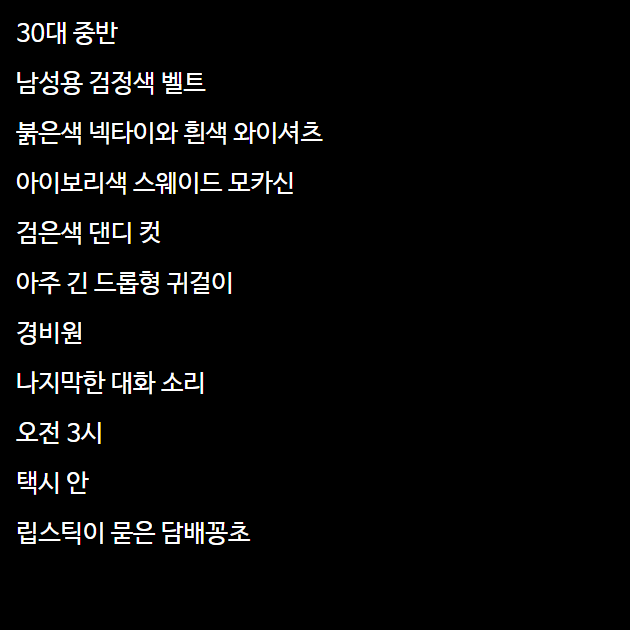 30대 중반
남성용 검정색 벨트
붉은색 넥타이와 흰색 와이셔츠
아이보리색 스웨이드 모카신
검은색 댄디 컷
아주 긴 드롭형 귀걸이
경비원
나지막한 대화 소리
오전 3시
택시 안
립스틱이 묻은 담배꽁초